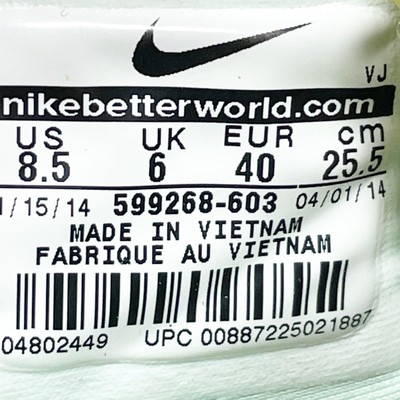 VJ
nikebetterworld.com
US UK EUR cm
8.5 6 40 25.5
1/15/14 599268-603 04/01/14
MADE IN VIETNAM
FABRIQUE AU VIETNAM
04802449 UPC 00887225021887